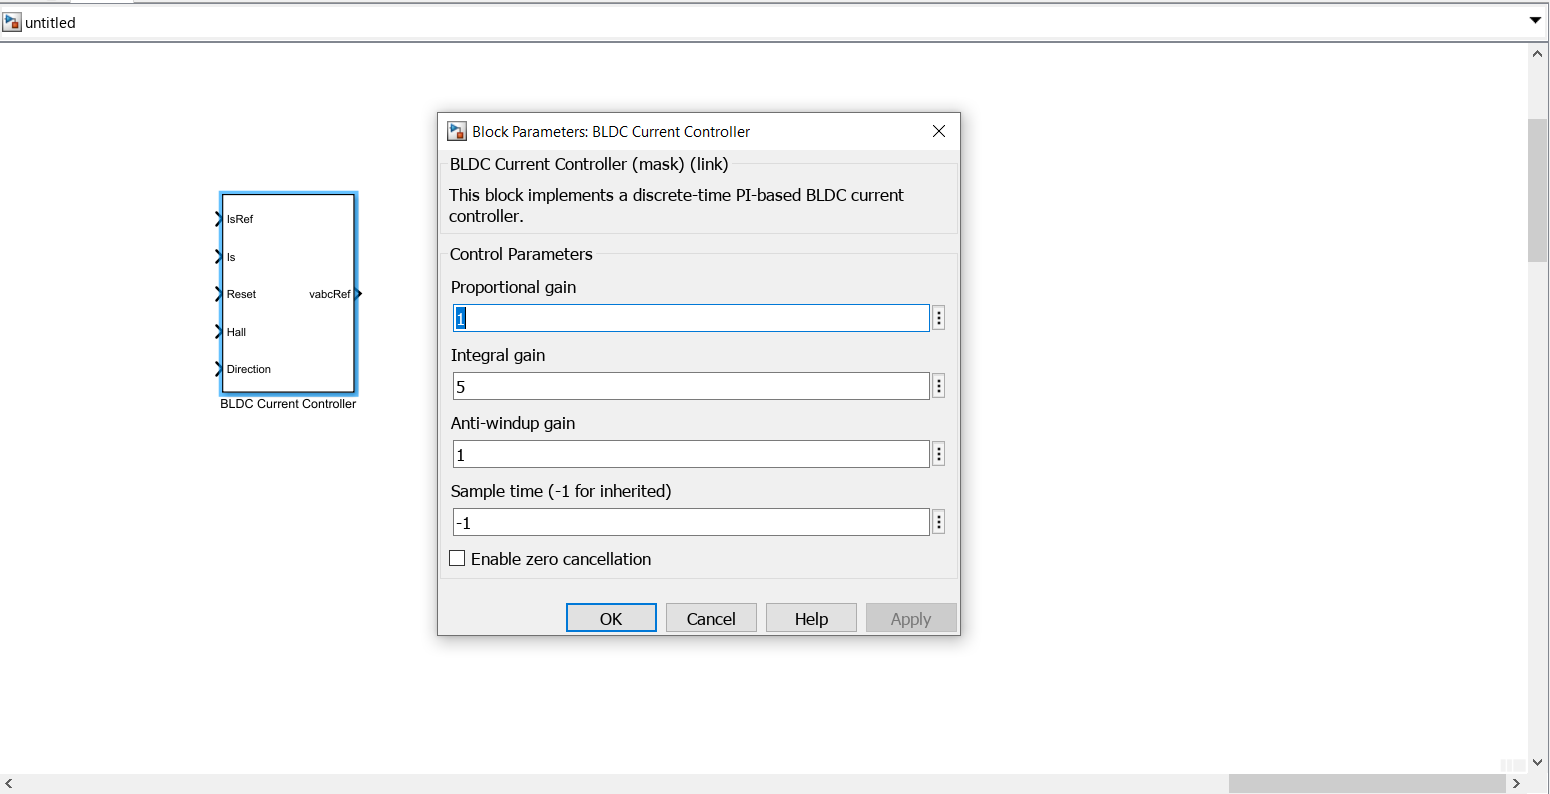 untitled
IsRef
Is
Reset
vabcRef
Hall
Direction
BLDC Current Controller
Block Parameters: BLDC Current Controller
BLDC Current Controller (mask) (link)
This block implements a discrete-time PI-based BLDC current
controller.
Control Parameters
Proportional gain
1
Integral gain
5
Anti-windup gain
1
Sample time (-1 for inherited)
-1
Enable zero cancellation
OK
Cancel
Help
Apply